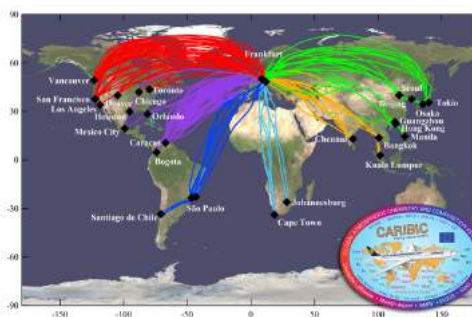 90
60
30
0
-30
-60
-90
-150
-100
-50
0
50
100
150
Frankfurt
Vancouver
San Francisco
Los Angeles
Denver
Houston
Mexico City
Chicago
Toronto
Orlando
Caracas
Bogota
Santiago de Chile
São Paulo
Johannesburg
Cape Town
Chennai
Bangkok
Kuala Lumpur
Seoul
Tokio
Osaka
Guangzhou
Hong Kong
Manila
CARIBIC